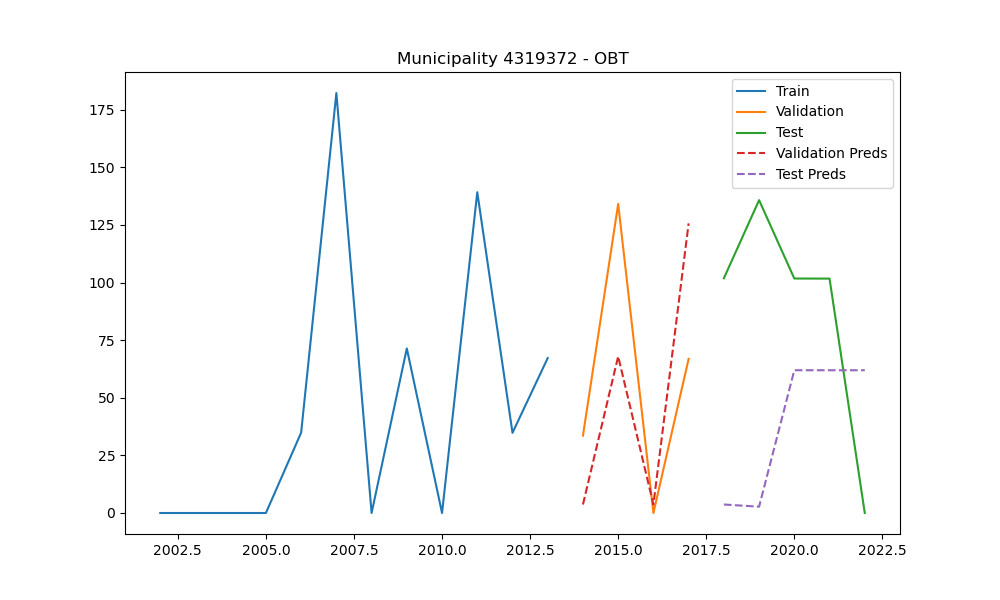 Municipality 4319372 - OBT
Train
Validation
Test
Validation Preds
Test Preds
175
150
125
100
75
50
25
0
2002.5 2005.0 2007.5 2010.0 2012.5 2015.0 2017.5 2020.0 2022.5